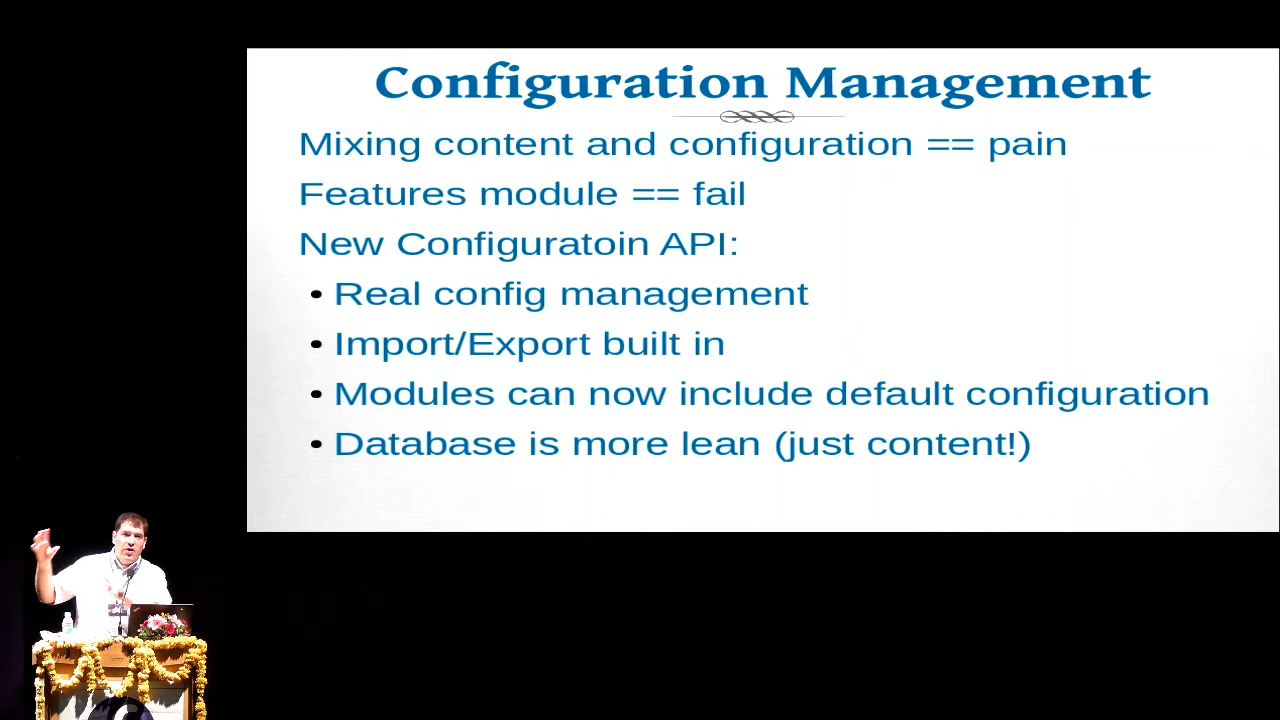 Configuration Management
Mixing content and configuration == pain
Features module == fail
New Configuratoin API:
• Real config management
• Import/Export built in
• Modules can now include default configuration
• Database is more lean (just content!)